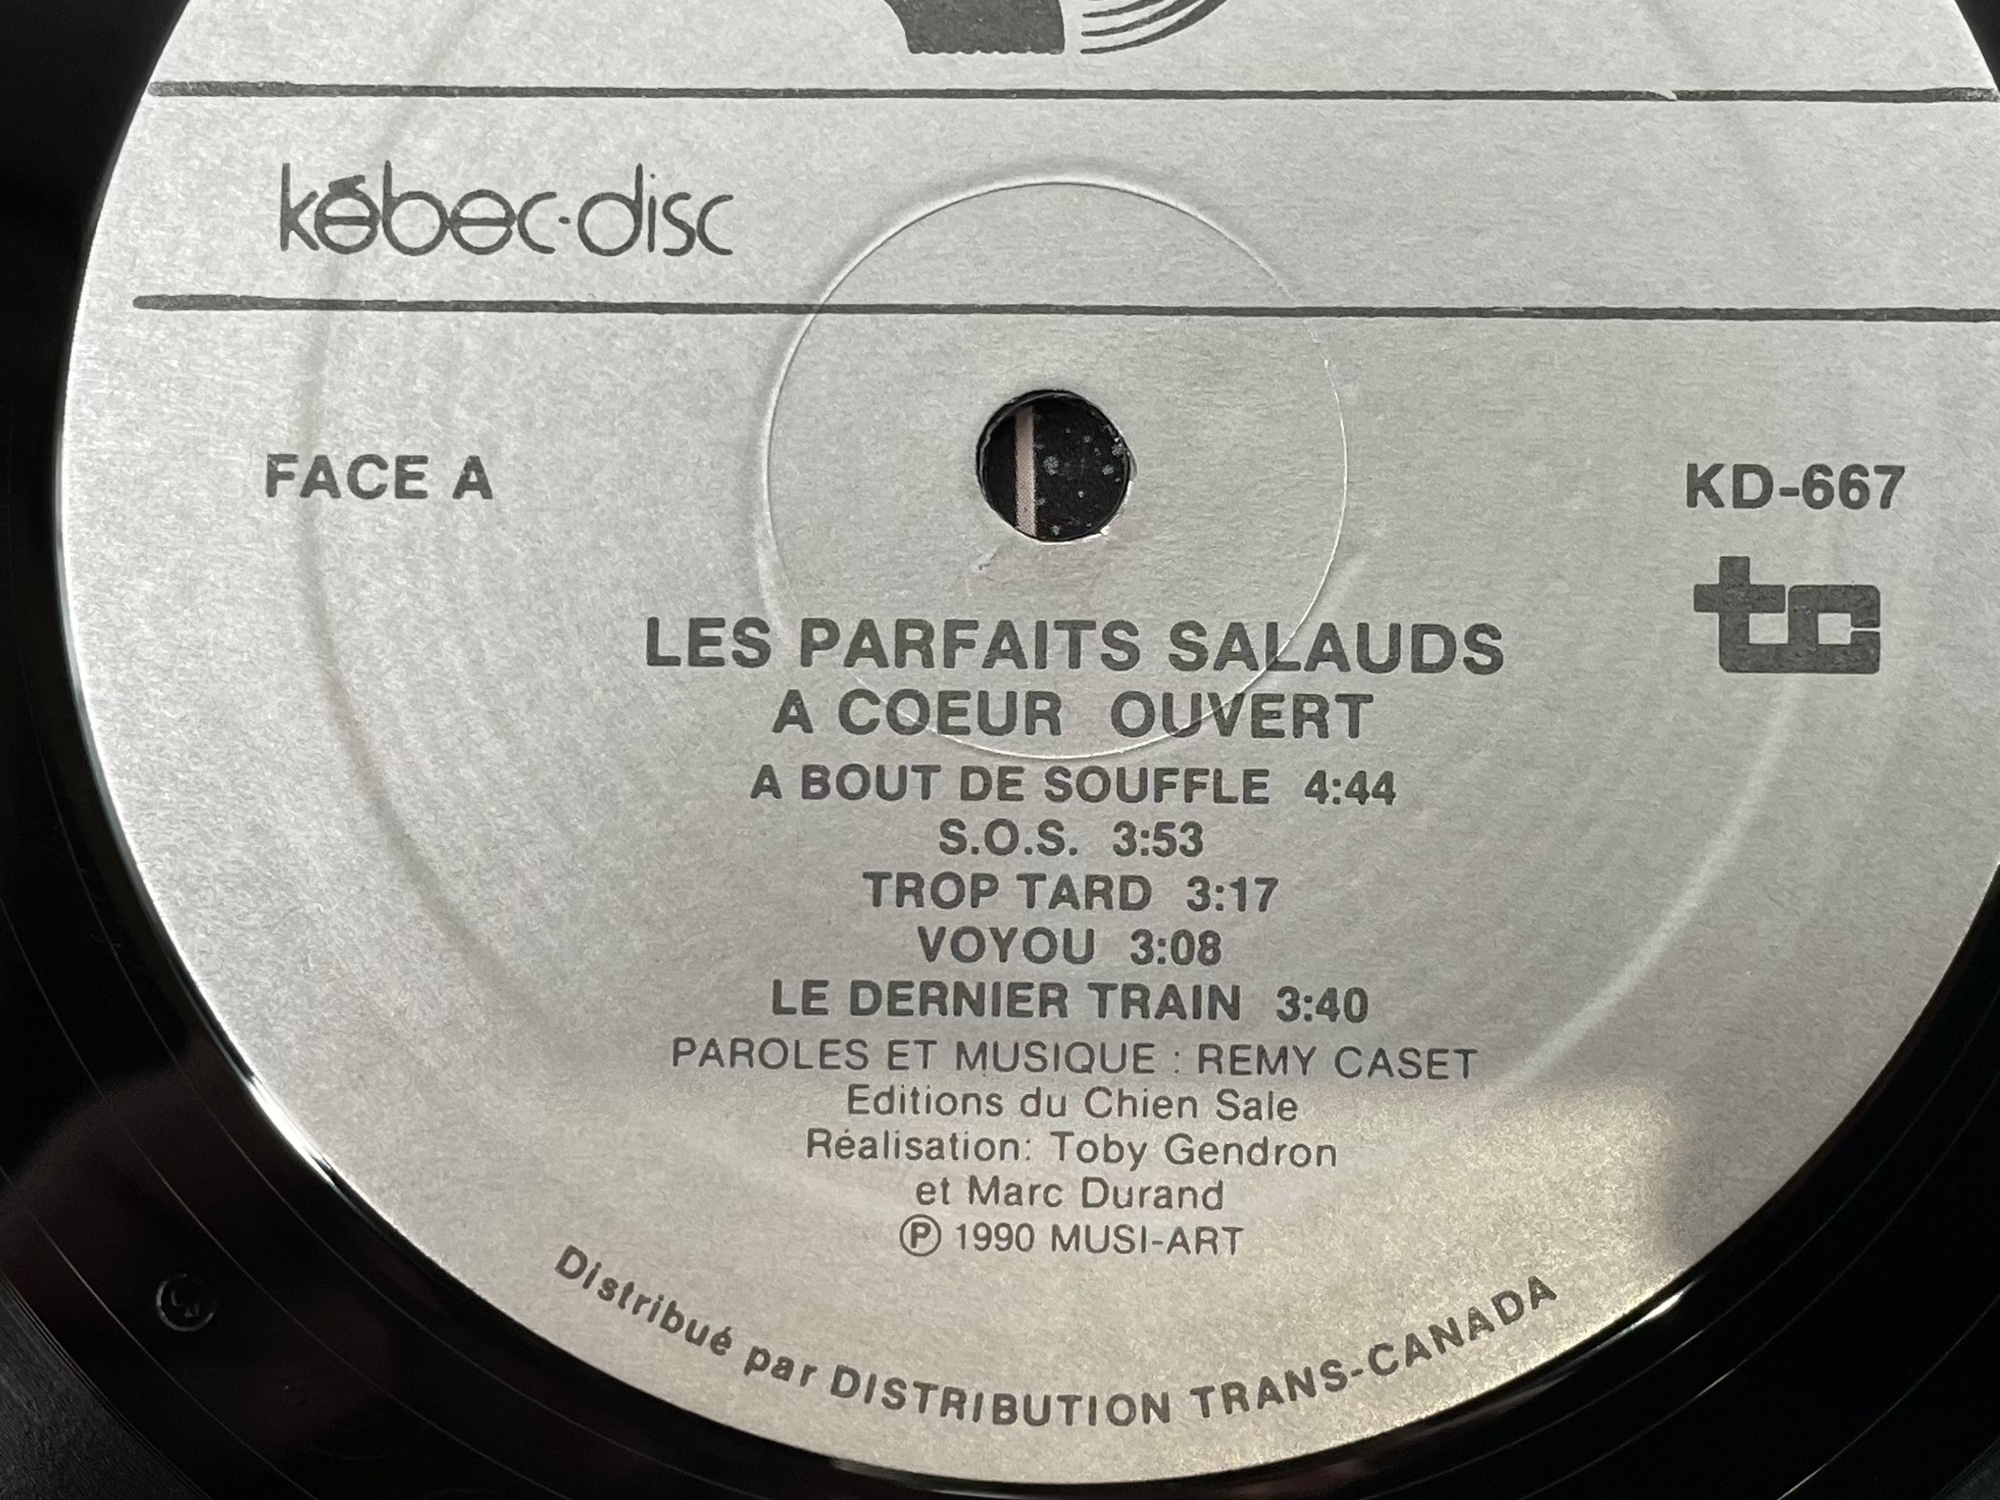 kébec·disc
FACE A
KD-667
tc
LES PARFAITS SALAUDS
A COEUR OUVERT
A BOUT DE SOUFFLE 4:44
S.O.S. 3:53
TROP TARD 3:17
VOYOU 3:08
LE DERNIER TRAIN 3:40
PAROLES ET MUSIQUE : REMY CASET
Editions du Chien Sale
Réalisation: Toby Gendron
et Marc Durand
Ⓟ 1990 MUSI-ART
Distribué par DISTRIBUTION TRANS-CANADA